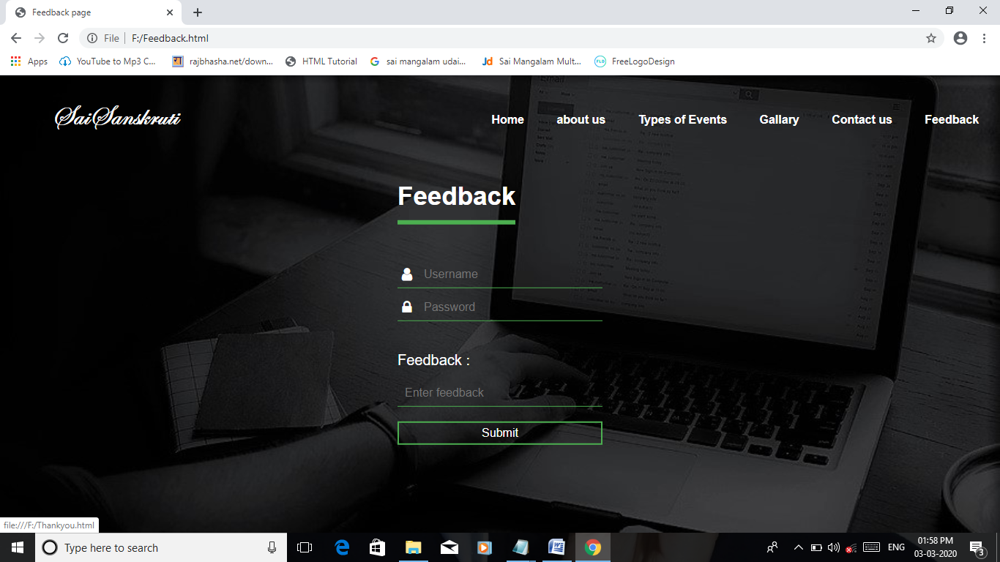 Feedback page
File F:/Feedback.html
Apps YouTube to Mp3 C... rajbhasha.net/down... HTML Tutorial sai mangalam udai... Sai Mangalam Mult... FreeLogoDesign
SaiSanskruti
Home about us Types of Events Gallary Contact us Feedback
Feedback
Username
Password
Feedback :
Enter feedback
Submit
file:///F:/Thankyou.html
Type here to search
ENG
01:58 PM
03-03-2020
3